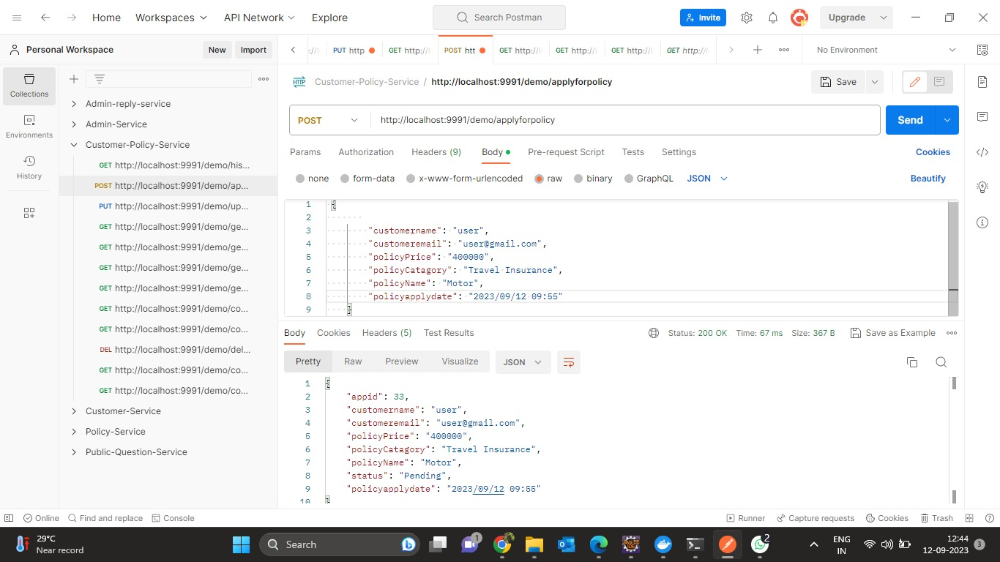 Home Workspaces API Network Explore Search Postman Invite Upgrade
Personal Workspace New Import PUT http GET http:// POST htt GET http:// GET http:// GET http:// GET http:// No Environment
Collections
Environments
History
Admin-reply-service
Admin-Service
Customer-Policy-Service
GET http://localhost:9991/demo/his...
POST http://localhost:9991/demo/ap...
PUT http://localhost:9991/demo/up...
GET http://localhost:9991/demo/ge...
GET http://localhost:9991/demo/ge...
GET http://localhost:9991/demo/ge...
GET http://localhost:9991/demo/ge...
GET http://localhost:9991/demo/co...
GET http://localhost:9991/demo/co...
DEL http://localhost:9991/demo/del...
GET http://localhost:9991/demo/co...
GET http://localhost:9991/demo/co...
Customer-Service
Policy-Service
Public-Question-Service
HTTP Customer-Policy-Service / http://localhost:9991/demo/applyforpolicy Save
POST http://localhost:9991/demo/applyforpolicy Send
Params Authorization Headers (9) Body Pre-request Script Tests Settings Cookies
none form-data x-www-form-urlencoded raw binary GraphQL JSON Beautify
1 {
2
3 "customername": "user",
4 "customeremail": "user@gmail.com",
5 "policyPrice": "400000",
6 "policyCatagory": "Travel Insurance",
7 "policyName": "Motor",
8 "policyapplydate": "2023/09/12 09:55"
9 }
Body Cookies Headers (5) Test Results Status: 200 OK Time: 67 ms Size: 367 B Save as Example
Pretty Raw Preview Visualize JSON
1 {
2 "appid": 33,
3 "customername": "user",
4 "customeremail": "user@gmail.com",
5 "policyPrice": "400000",
6 "policyCatagory": "Travel Insurance",
7 "policyName": "Motor",
8 "status": "Pending",
9 "policyapplydate": "2023/09/12 09:55"
10 }
Online Find and replace Console Runner Capture requests Cookies Trash
29°C
Near record
Search
1
Java EE
IDE
2
ENG
IN
12:44
12-09-2023
3